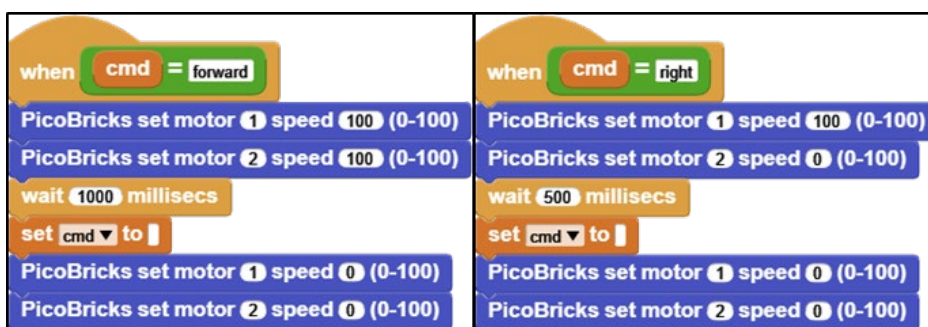 when cmd = forward
PicoBricks set motor 1 speed 100 (0-100)
PicoBricks set motor 2 speed 100 (0-100)
wait 1000 millisecs
set cmd ▼ to
PicoBricks set motor 1 speed 0 (0-100)
PicoBricks set motor 2 speed 0 (0-100)
when cmd = right
PicoBricks set motor 1 speed 100 (0-100)
PicoBricks set motor 2 speed 0 (0-100)
wait 500 millisecs
set cmd ▼ to
PicoBricks set motor 1 speed 0 (0-100)
PicoBricks set motor 2 speed 0 (0-100)